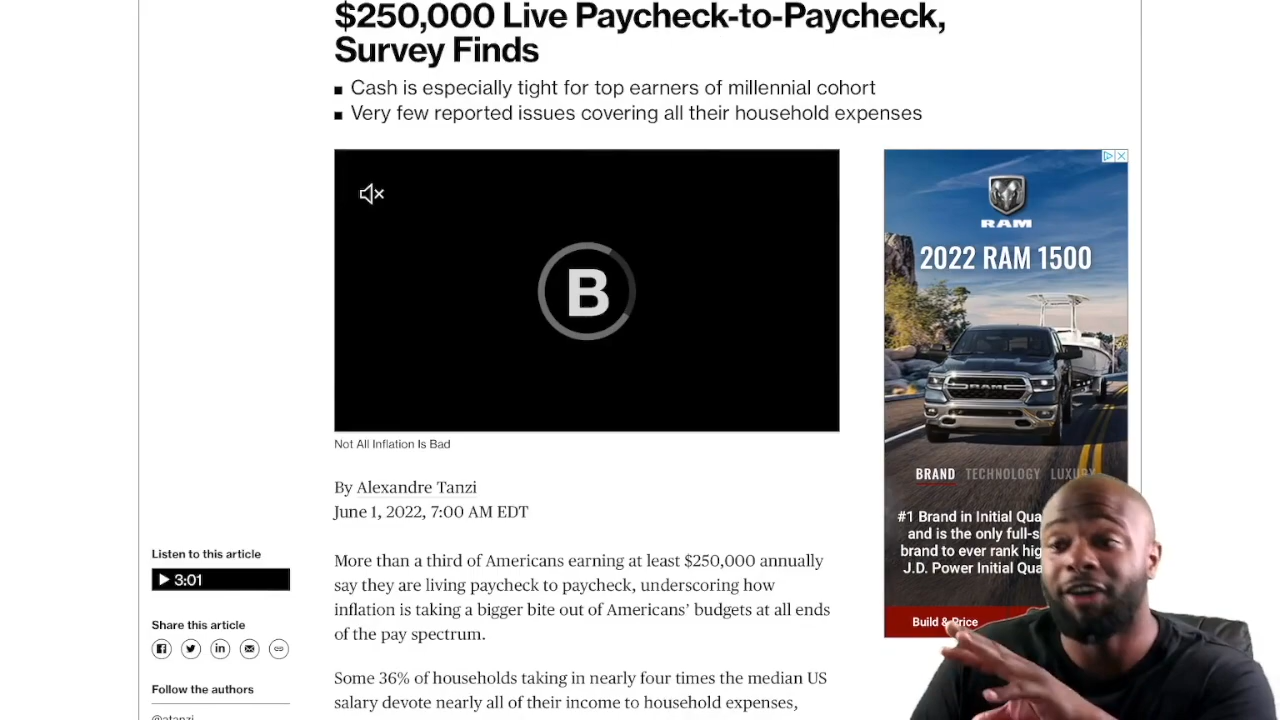 $250,000 Live Paycheck-to-Paycheck,
Survey Finds
Cash is especially tight for top earners of millennial cohort
Very few reported issues covering all their household expenses
B
Not All Inflation Is Bad
By Alexandre Tanzi
June 1, 2022, 7:00 AM EDT
Listen to this article
3:01
Share this article
Follow the authors
@atanzi
More than a third of Americans earning at least $250,000 annually
say they are living paycheck to paycheck, underscoring how
inflation is taking a bigger bite out of Americans' budgets at all ends
of the pay spectrum.
Some 36% of households taking in nearly four times the median US
salary devote nearly all of their income to household expenses,
RAM
2022 RAM 1500
RAM
BRAND TECHNOLOGY LUXURY
#1 Brand in Initial Qua
and is the only full-s
brand to ever rank hig
J.D. Power Initial Qua
Build & Price